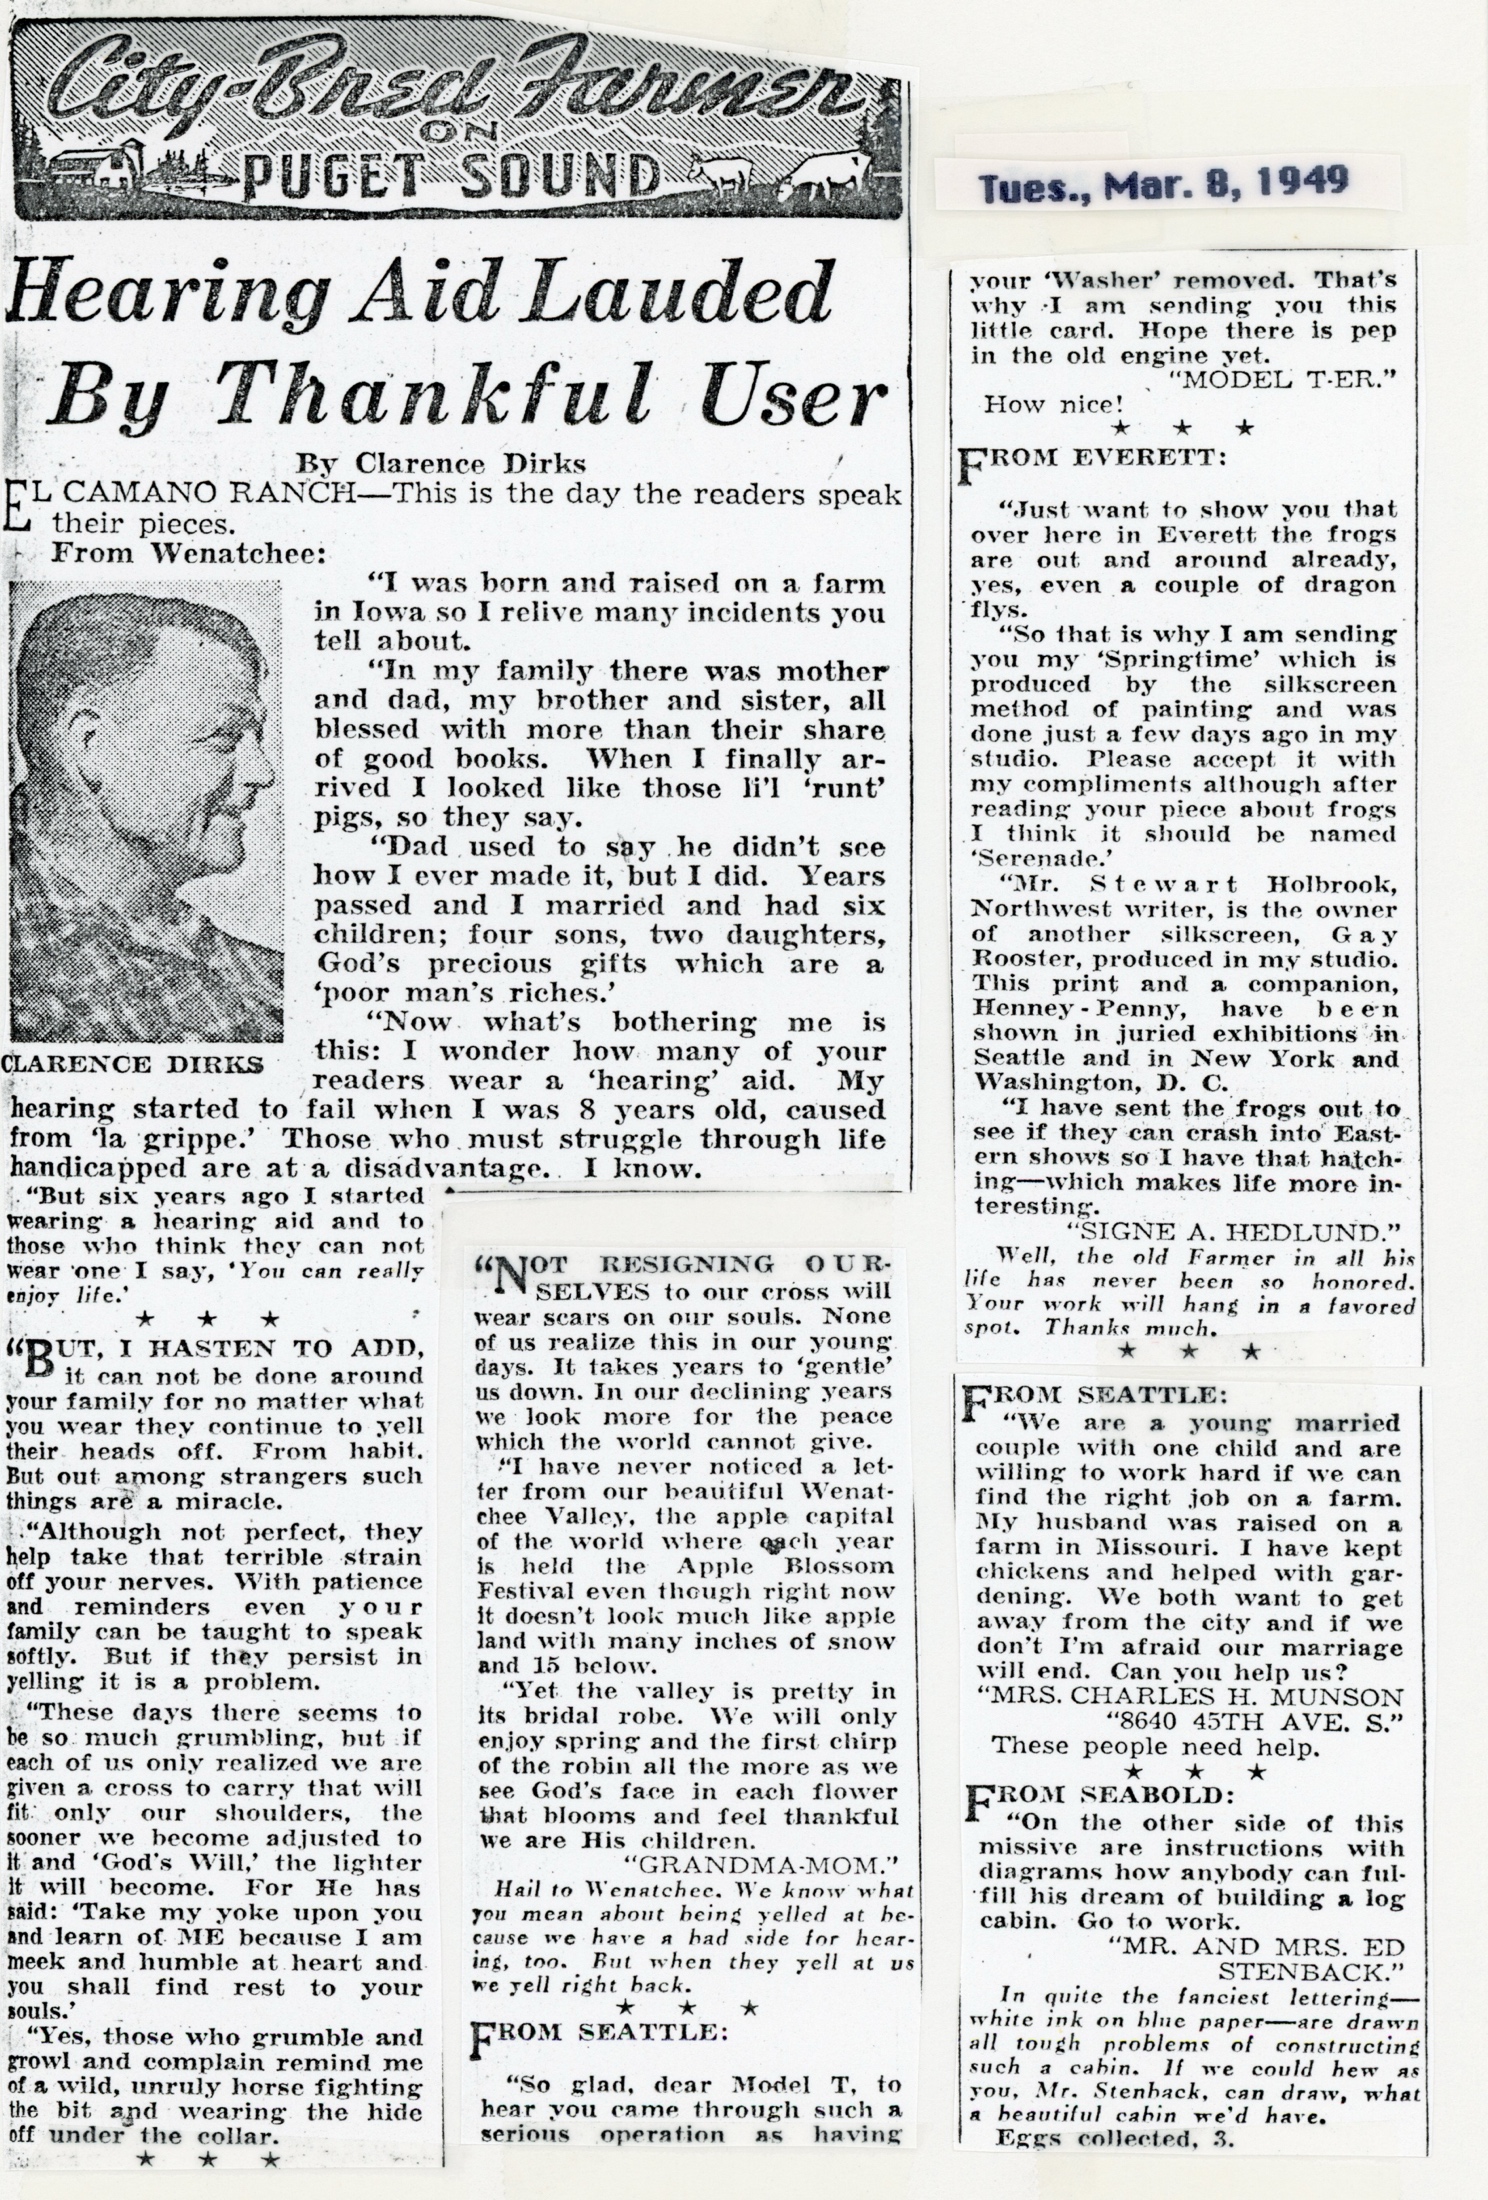 City-Bred Farmer
ON
PUGET SOUND
Tues., Mar. 8, 1949
Hearing Aid Lauded
By Thankful User
By Clarence Dirks
EL CAMANO RANCH—This is the day the readers speak
their pieces.
From Wenatchee:
"I was born and raised on a farm
in Iowa so I relive many incidents you
tell about.
"In my family there was mother
and dad, my brother and sister, all
blessed with more than their share
of good books. When I finally ar-
rived I looked like those li'l 'runt'
pigs, so they say.
"Dad used to say he didn't see
how I ever made it, but I did. Years
passed and I married and had six
children; four sons, two daughters,
God's precious gifts which are a
'poor man's riches.'
"Now what's bothering me is
this: I wonder how many of your
readers wear a 'hearing' aid. My
CLARENCE DIRKS
hearing started to fail when I was 8 years old, caused
from 'la grippe.' Those who must struggle through life
handicapped are at a disadvantage. I know.
"But six years ago I started
wearing a hearing aid and to
those who think they can not
wear one I say, 'You can really
enjoy life.'
★ ★ ★
"BUT, I HASTEN TO ADD,
it can not be done around
your family for no matter what
you wear they continue to yell
their heads off. From habit.
But out among strangers such
things are a miracle.
"Although not perfect, they
help take that terrible strain
off your nerves. With patience
and reminders even your
family can be taught to speak
softly. But if they persist in
yelling it is a problem.
"These days there seems to
be so much grumbling, but if
each of us only realized we are
given a cross to carry that will
fit only our shoulders, the
sooner we become adjusted to
it and 'God's Will,' the lighter
it will become. For He has
said: 'Take my yoke upon you
and learn of ME because I am
meek and humble at heart and
you shall find rest to your
souls.'
"Yes, those who grumble and
growl and complain remind me
of a wild, unruly horse fighting
the bit and wearing the hide
off under the collar.
★ ★ ★
"NOT RESIGNING OUR-
SELVES to our cross will
wear scars on our souls. None
of us realize this in our young
days. It takes years to 'gentle'
us down. In our declining years
we look more for the peace
which the world cannot give.
"I have never noticed a let-
ter from our beautiful Wenat-
chee Valley, the apple capital
of the world where each year
is held the Apple Blossom
Festival even though right now
it doesn't look much like apple
land with many inches of snow
and 15 below.
"Yet the valley is pretty in
its bridal robe. We will only
enjoy spring and the first chirp
of the robin all the more as we
see God's face in each flower
that blooms and feel thankful
we are His children.
"GRANDMA-MOM."
Hail to Wenatchee. We know what
you mean about being yelled at be-
cause we have a bad side for hear-
ing, too. But when they yell at us
we yell right back.
★ ★ ★
FROM SEATTLE:
"So glad, dear Model T, to
hear you came through such a
serious operation as having
your 'Washer' removed. That's
why I am sending you this
little card. Hope there is pep
in the old engine yet.
"MODEL T-ER."
How nice!
★ ★ ★
FROM EVERETT:
"Just want to show you that
over here in Everett the frogs
are out and around already,
yes, even a couple of dragon
flys.
"So that is why I am sending
you my 'Springtime' which is
produced by the silkscreen
method of painting and was
done just a few days ago in my
studio. Please accept it with
my compliments although after
reading your piece about frogs
I think it should be named
'Serenade.'
"Mr. Stewart Holbrook,
Northwest writer, is the owner
of another silkscreen, Gay
Rooster, produced in my studio.
This print and a companion,
Henney-Penny, have been
shown in juried exhibitions in
Seattle and in New York and
Washington, D. C.
"I have sent the frogs out to
see if they can crash into East-
ern shows so I have that hatch-
ing—which makes life more in-
teresting.
"SIGNE A. HEDLUND."
Well, the old Farmer in all his
life has never been so honored.
Your work will hang in a favored
spot. Thanks much.
★ ★ ★
FROM SEATTLE:
"We are a young married
couple with one child and are
willing to work hard if we can
find the right job on a farm.
My husband was raised on a
farm in Missouri. I have kept
chickens and helped with gar-
dening. We both want to get
away from the city and if we
don't I'm afraid our marriage
will end. Can you help us?
"MRS. CHARLES H. MUNSON
"8640 45TH AVE. S."
These people need help.
★ ★ ★
FROM SEABOLD:
"On the other side of this
missive are instructions with
diagrams how anybody can ful-
fill his dream of building a log
cabin. Go to work.
"MR. AND MRS. ED
STENBACK."
In quite the fanciest lettering—
white ink on blue paper—are drawn
all tough problems of constructing
such a cabin. If we could hew as
you, Mr. Stenback, can draw, what
a beautiful cabin we'd have.
Eggs collected, 3.